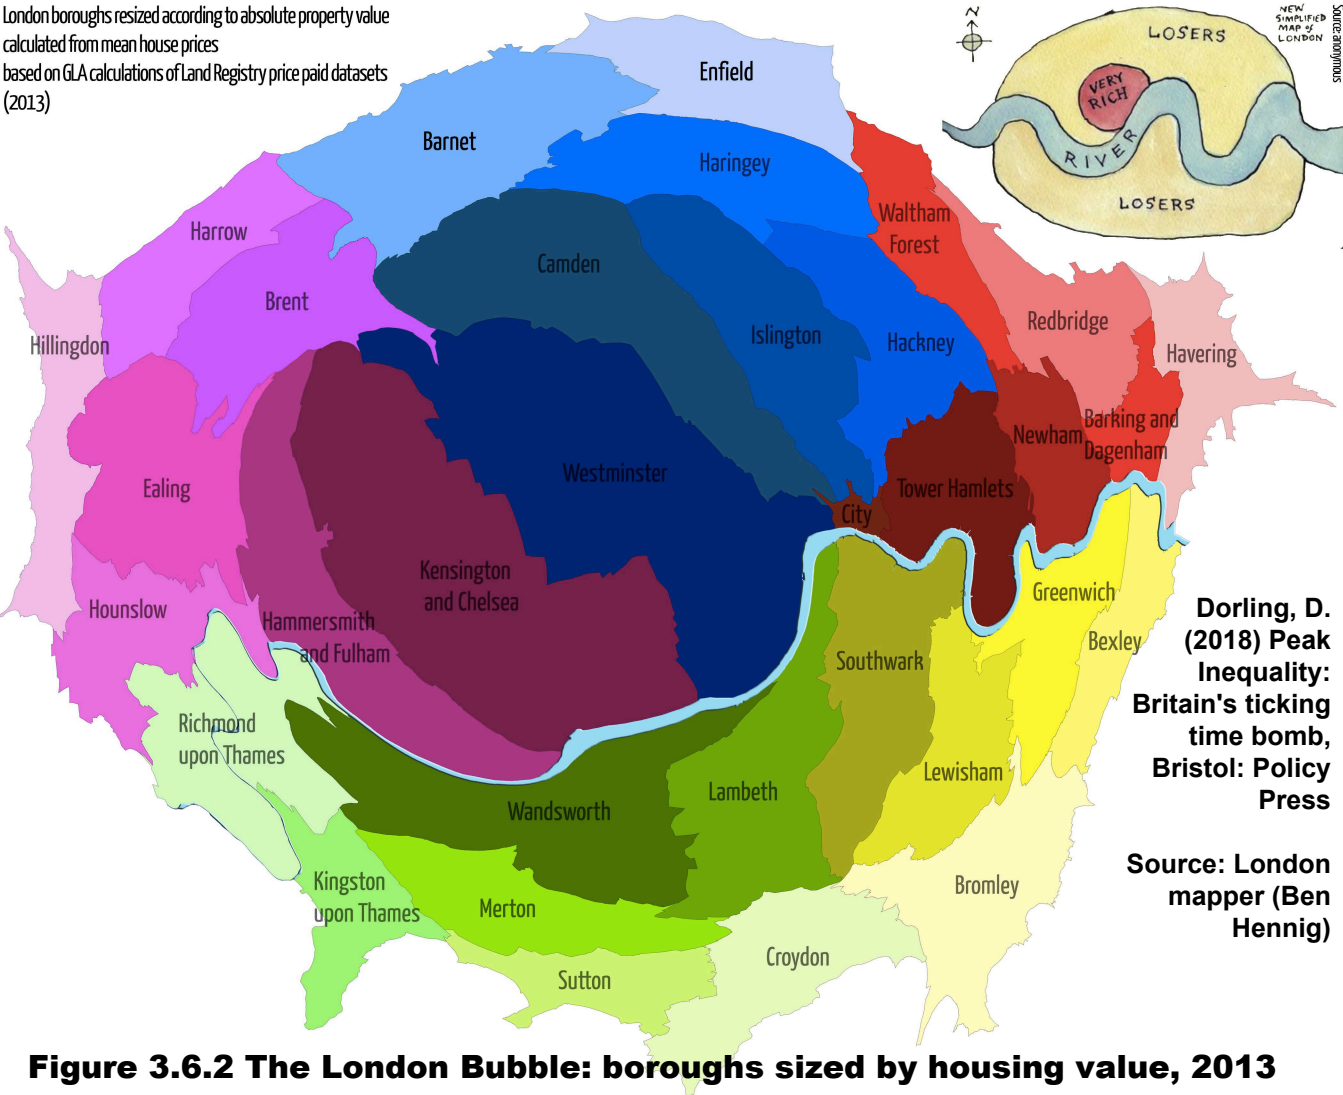 London boroughs resized according to absolute property value
calculated from mean house prices
based on GLA calculations of Land Registry price paid datasets
(2013)
N
NEW
SIMPLIFIED
MAP of
LONDON
Source: anonymous
LOSERS
VERY
RICH
RIVER
LOSERS
Enfield
Barnet
Haringey
Harrow
Waltham
Forest
Camden
Brent
Redbridge
Islington
Hackney
Hillingdon
Havering
Barking and
Dagenham
Newham
Westminster
Ealing
Tower Hamlets
City
Kensington
and Chelsea
Greenwich
Hounslow
Hammersmith
and Fulham
Bexley
Southwark
Richmond
upon Thames
Lewisham
Lambeth
Wandsworth
Kingston
upon Thames
Bromley
Merton
Croydon
Sutton
Dorling, D.
(2018) Peak
Inequality:
Britain's ticking
time bomb,
Bristol: Policy
Press
Source: London
mapper (Ben
Hennig)
Figure 3.6.2 The London Bubble: boroughs sized by housing value, 2013